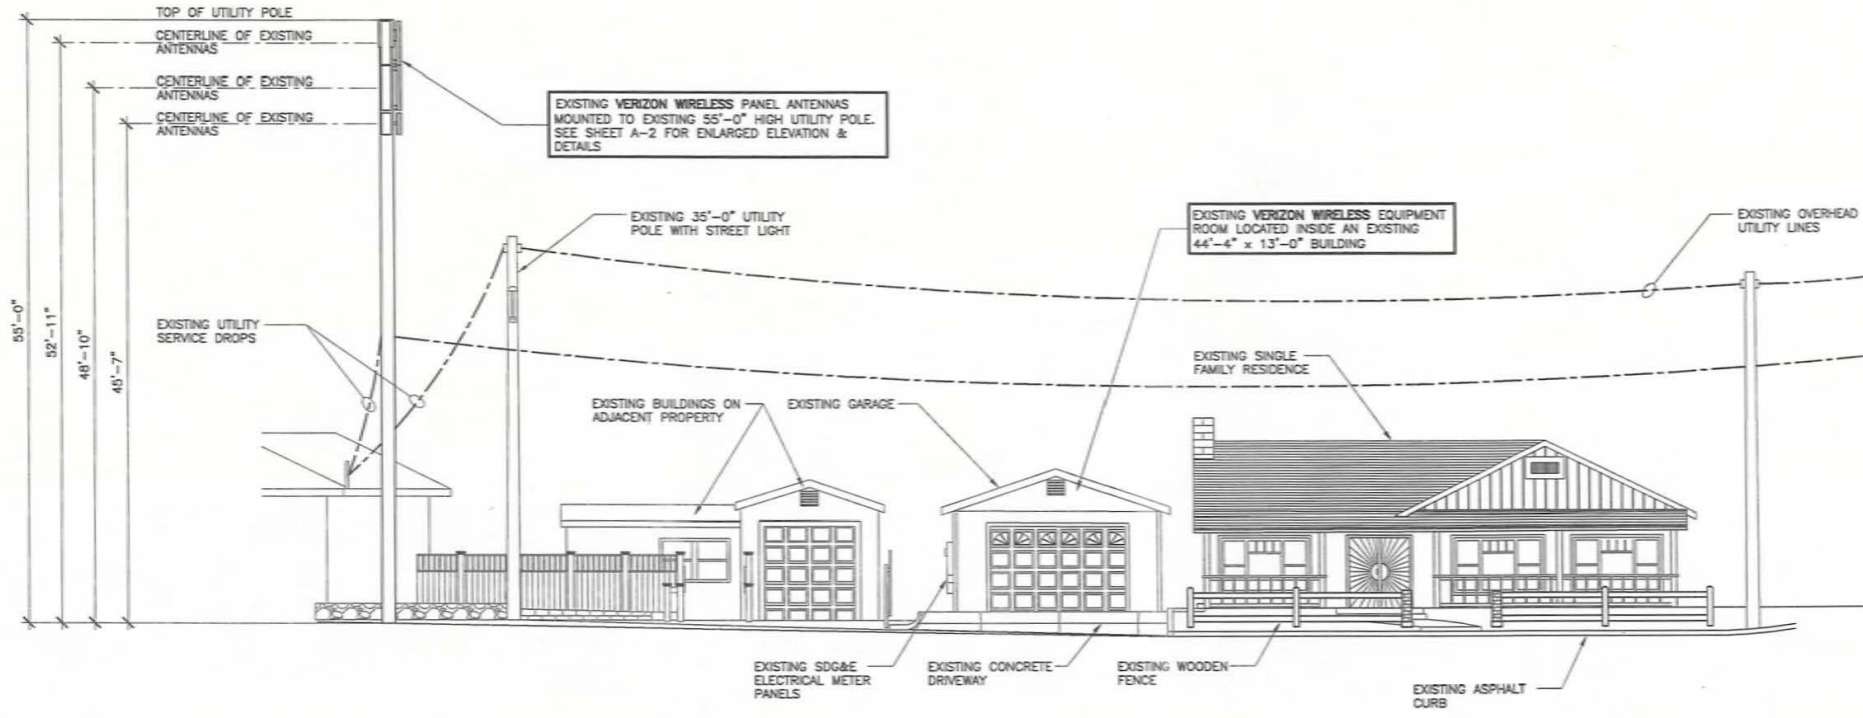 TOP OF UTILITY POLE
CENTERLINE OF EXISTING
ANTENNAS
CENTERLINE OF EXISTING
ANTENNAS
CENTERLINE OF EXISTING
ANTENNAS
EXISTING VERIZON WIRELESS PANEL ANTENNAS
MOUNTED TO EXISTING 55'-0" HIGH UTILITY POLE.
SEE SHEET A-2 FOR ENLARGED ELEVATION &
DETAILS
EXISTING 35'-0" UTILITY
POLE WITH STREET LIGHT
EXISTING VERIZON WIRELESS EQUIPMENT
ROOM LOCATED INSIDE AN EXISTING
44'-4" x 13'-0" BUILDING
EXISTING OVERHEAD
UTILITY LINES
55'-0"
52'-11"
48'-10"
45'-7"
EXISTING UTILITY
SERVICE DROPS
EXISTING SINGLE
FAMILY RESIDENCE
EXISTING BUILDINGS ON
ADJACENT PROPERTY
EXISTING GARAGE
EXISTING SDG&E
ELECTRICAL METER
PANELS
EXISTING CONCRETE
DRIVEWAY
EXISTING WOODEN
FENCE
EXISTING ASPHALT
CURB